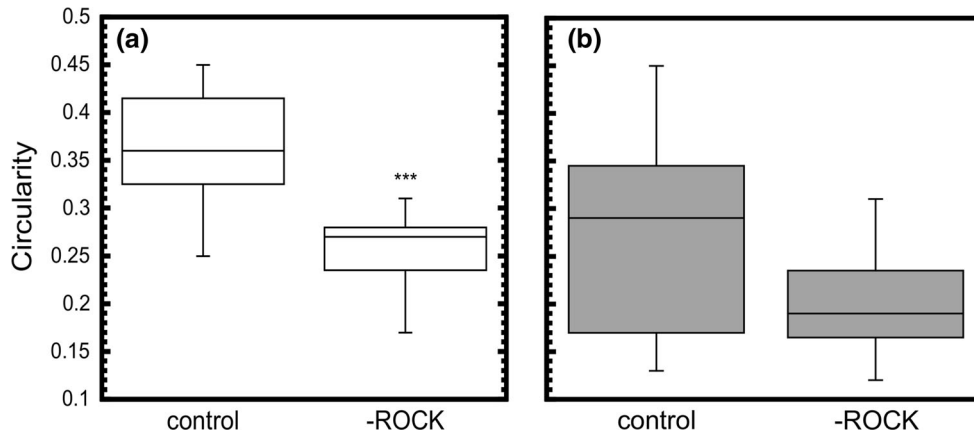 (a)
(b)
Circularity
0.5
0.45
0.4
0.35
0.3
0.25
0.2
0.15
0.1
***
control
-ROCK
control
-ROCK